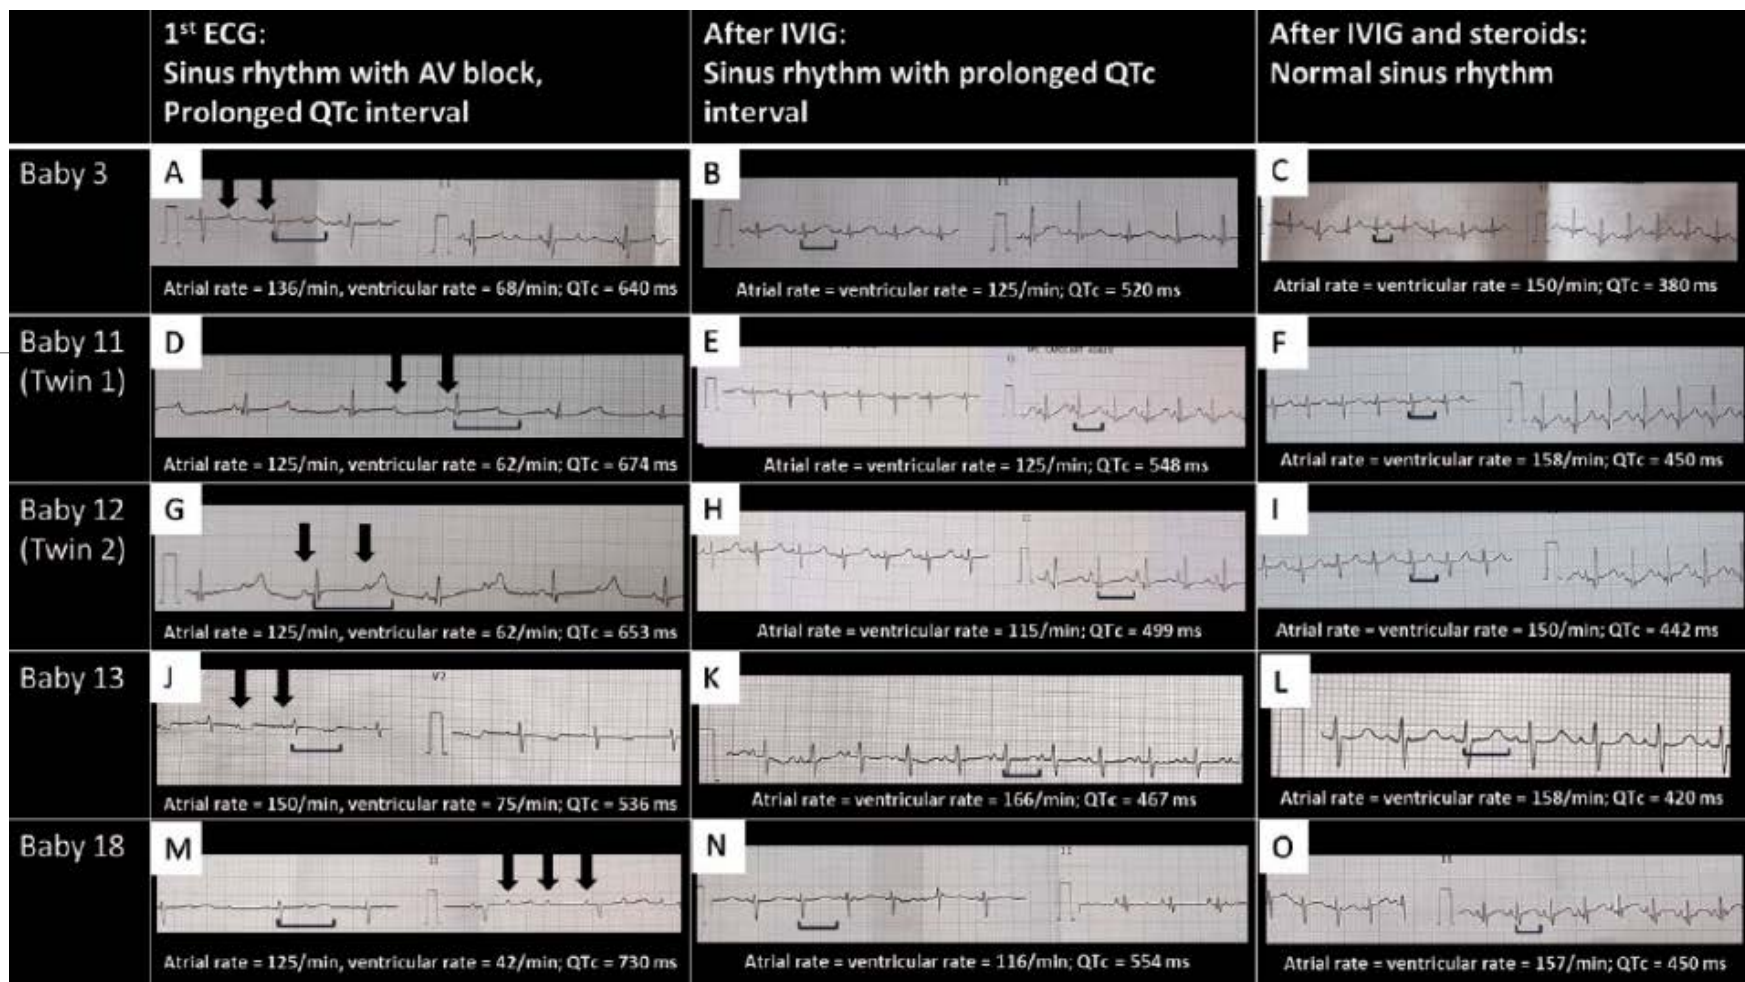 1st ECG:
Sinus rhythm with AV block,
Prolonged QTc interval
After IVIG:
Sinus rhythm with prolonged QTc
interval
After IVIG and steroids:
Normal sinus rhythm
Baby 3
A
Atrial rate = 136/min, ventricular rate = 68/min; QTc = 640 ms
B
Atrial rate = ventricular rate = 125/min; QTc = 520 ms
C
Atrial rate = ventricular rate = 150/min; QTc = 380 ms
Baby 11
(Twin 1)
D
Atrial rate = 125/min, ventricular rate = 62/min; QTc = 674 ms
E
Atrial rate = ventricular rate = 125/min; QTc = 548 ms
F
Atrial rate = ventricular rate = 158/min; QTc = 450 ms
Baby 12
(Twin 2)
G
Atrial rate = 125/min, ventricular rate = 62/min; QTc = 653 ms
H
II
Atrial rate = ventricular rate = 115/min; QTc = 499 ms
I
Atrial rate = ventricular rate = 150/min; QTc = 442 ms
Baby 13
J
V2
Atrial rate = 150/min, ventricular rate = 75/min; QTc = 536 ms
K
Atrial rate = ventricular rate = 166/min; QTc = 467 ms
L
Atrial rate = ventricular rate = 158/min; QTc = 420 ms
Baby 18
M
II
Atrial rate = 125/min, ventricular rate = 42/min; QTc = 730 ms
N
II
Atrial rate = ventricular rate = 116/min; QTc = 554 ms
O
II
Atrial rate = ventricular rate = 157/min; QTc = 450 ms